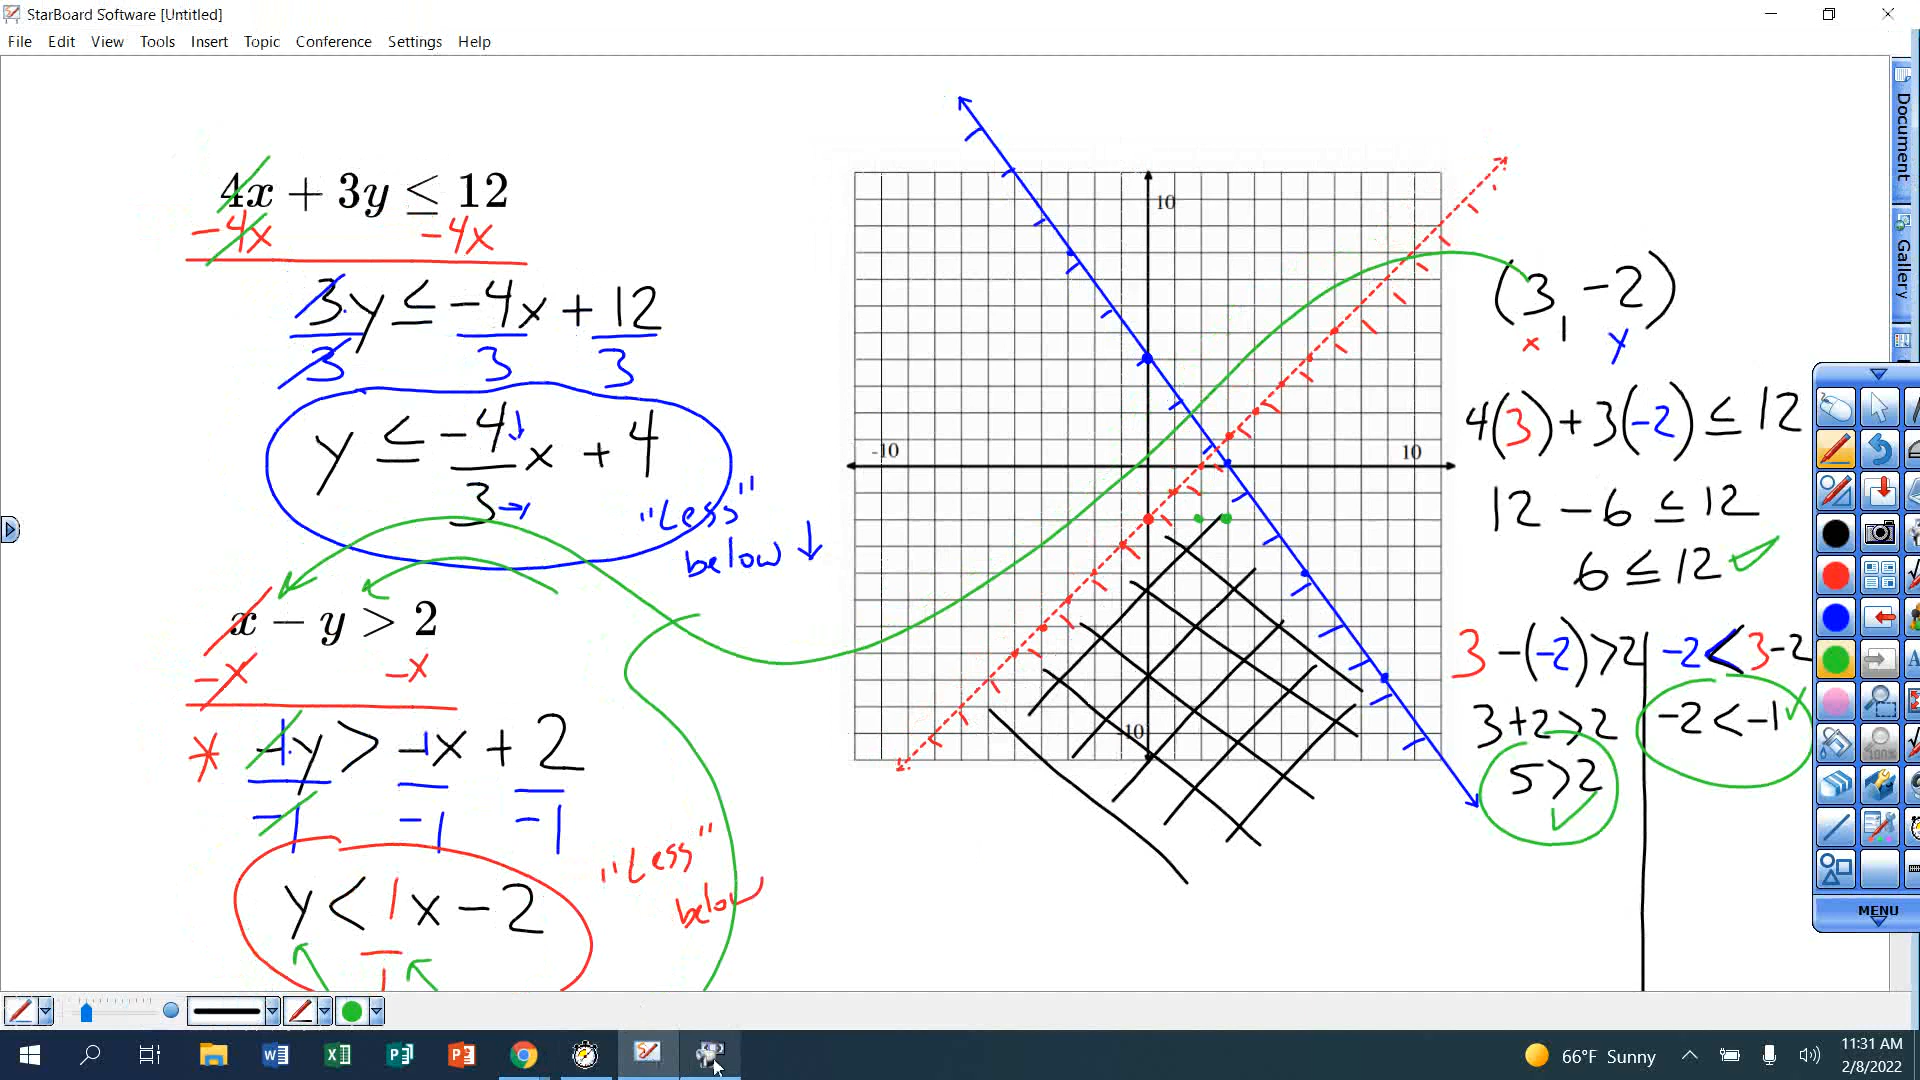 StarBoard Software [Untitled]
File Edit View Tools Insert Topic Conference Settings Help
4x + 3y ≤ 12
-4x -4x
3·y ≤ -4x + 12
3 3 3
y ≤ -4/3 x + 4
"Less"
below ↓
x - y > 2
-x -x
* -1·y > -1x + 2
-1 -1 -1
y < 1x - 2
1
"Less"
below
10
-10 10
10
(3, -2)
x y
4(3) + 3(-2) ≤ 12
12 - 6 ≤ 12
6 ≤ 12 ✓
3 - (-2) > 2
3 + 2 > 2
5 > 2
✓
-2 < 3 - 2
-2 < -1 ✓
Document
Gallery
100%
MENU
66°F Sunny
11:31 AM
2/8/2022